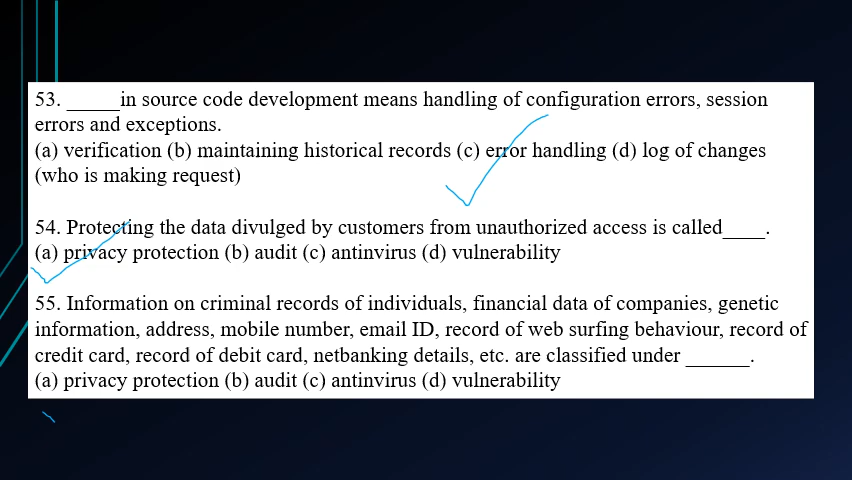 53. _____in source code development means handling of configuration errors, session
errors and exceptions.
(a) verification (b) maintaining historical records (c) error handling (d) log of changes
(who is making request)
54. Protecting the data divulged by customers from unauthorized access is called____.
(a) privacy protection (b) audit (c) antinvirus (d) vulnerability
55. Information on criminal records of individuals, financial data of companies, genetic
information, address, mobile number, email ID, record of web surfing behaviour, record of
credit card, record of debit card, netbanking details, etc. are classified under ______.
(a) privacy protection (b) audit (c) antinvirus (d) vulnerability